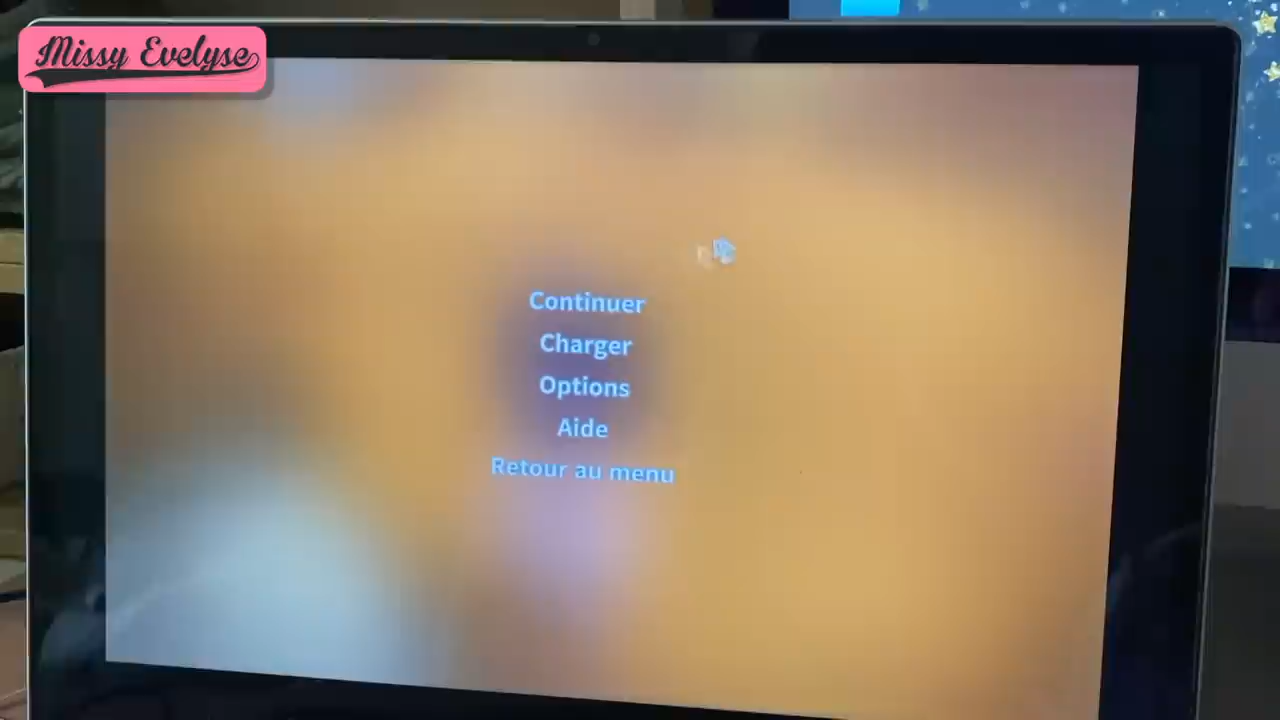 Missy Evelyse
Continuer
Charger
Options
Aide
Retour au menu